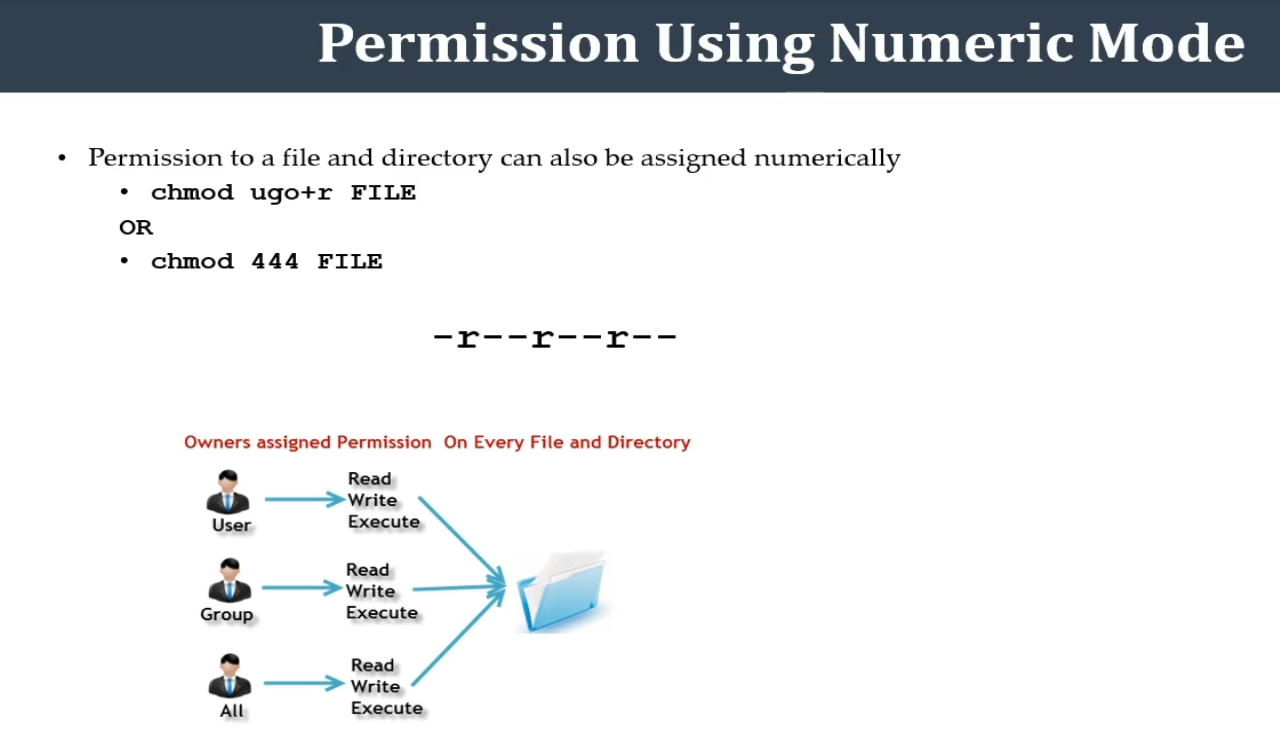 Permission Using Numeric Mode
• Permission to a file and directory can also be assigned numerically
• chmod ugo+r FILE
OR
• chmod 444 FILE
-r--r--r--
Owners assigned Permission On Every File and Directory
Read
Write
Execute
User
Read
Write
Execute
Group
Read
Write
Execute
All